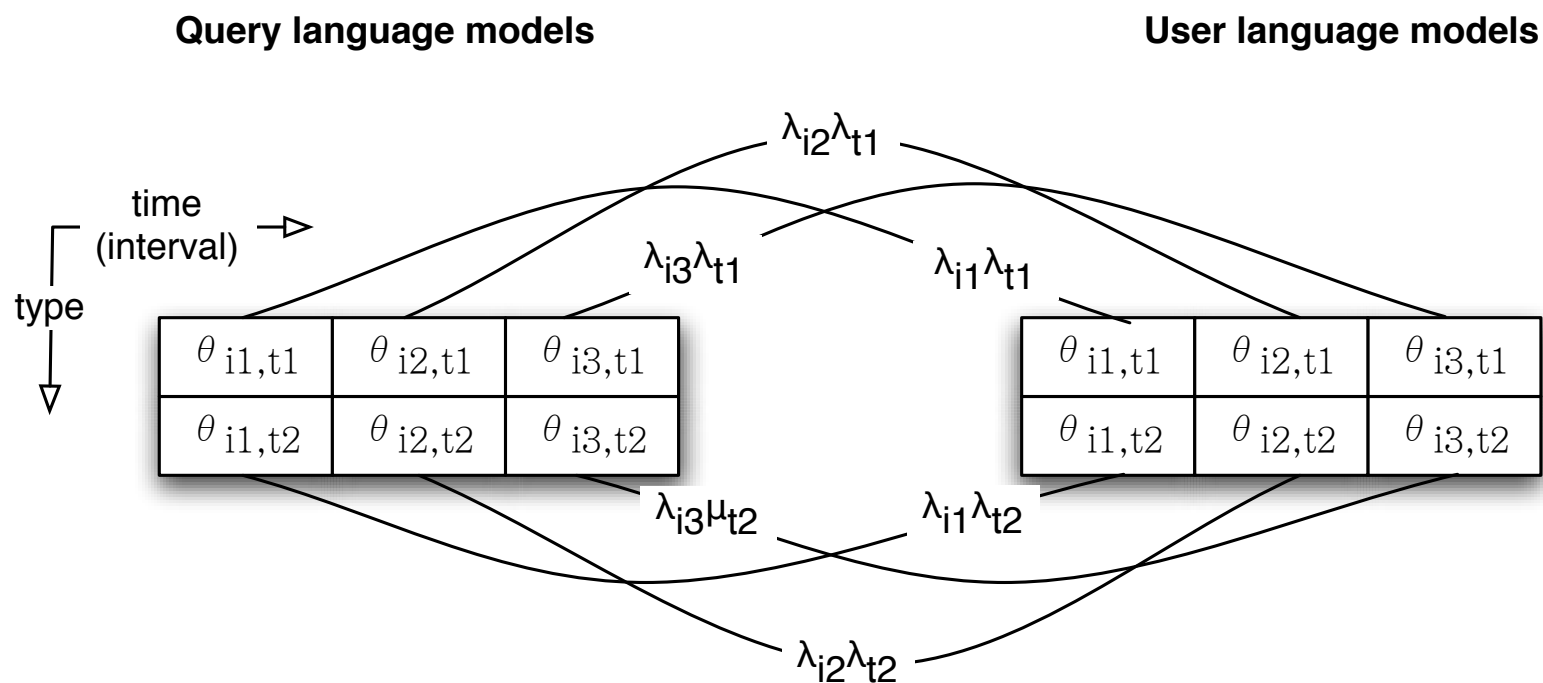 Query language models
User language models
λi2λt1
time
(interval)
λi3λt1
λi1λt1
type
θ i1,t1 θ i2,t1 θ i3,t1
θ i1,t2 θ i2,t2 θ i3,t2
θ i1,t1 θ i2,t1 θ i3,t1
θ i1,t2 θ i2,t2 θ i3,t2
λi3μt2
λi1λt2
λi2λt2